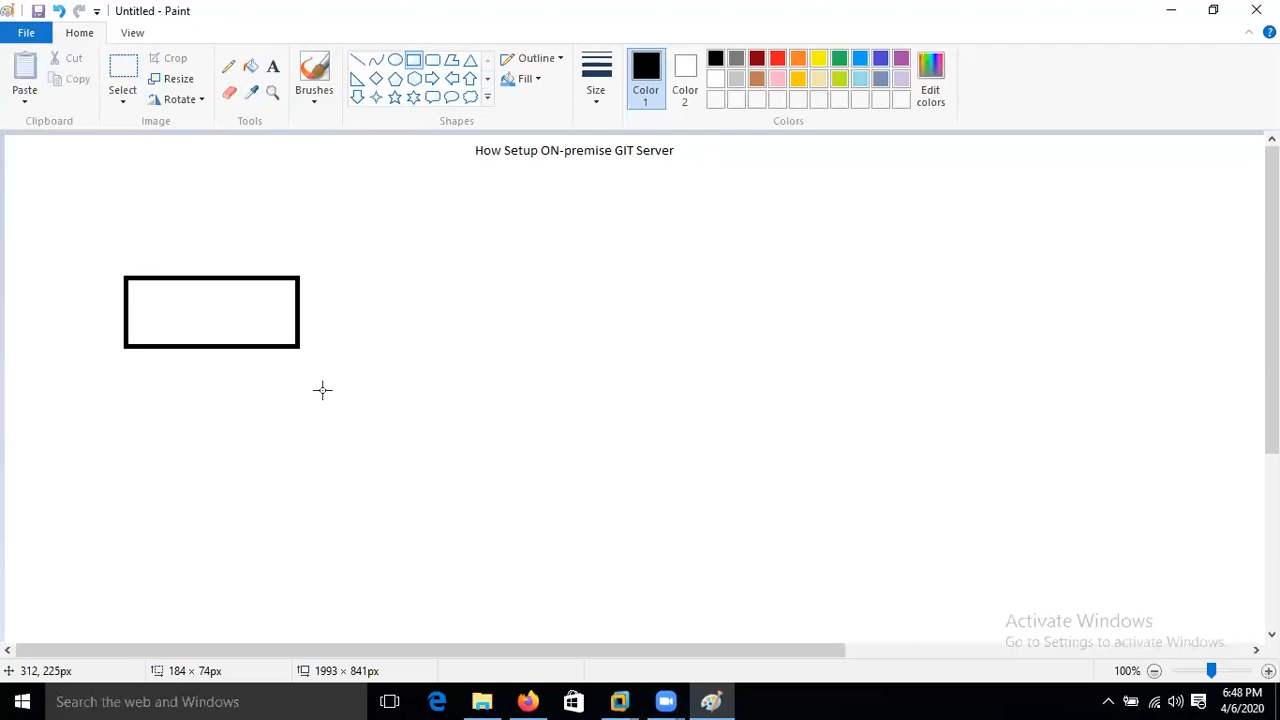 Untitled - Paint
File
Home
View
Paste
Cut
Copy
Clipboard
Select
Crop
Resize
Rotate
Image
Tools
Brushes
Shapes
Outline
Fill
Size
Color
1
Color
2
Edit
colors
Colors
How Setup ON-premise GIT Server
Activate Windows
Go to Settings to activate Windows.
312, 225px
184 × 74px
1993 × 841px
100%
Search the web and Windows
6:48 PM
4/6/2020